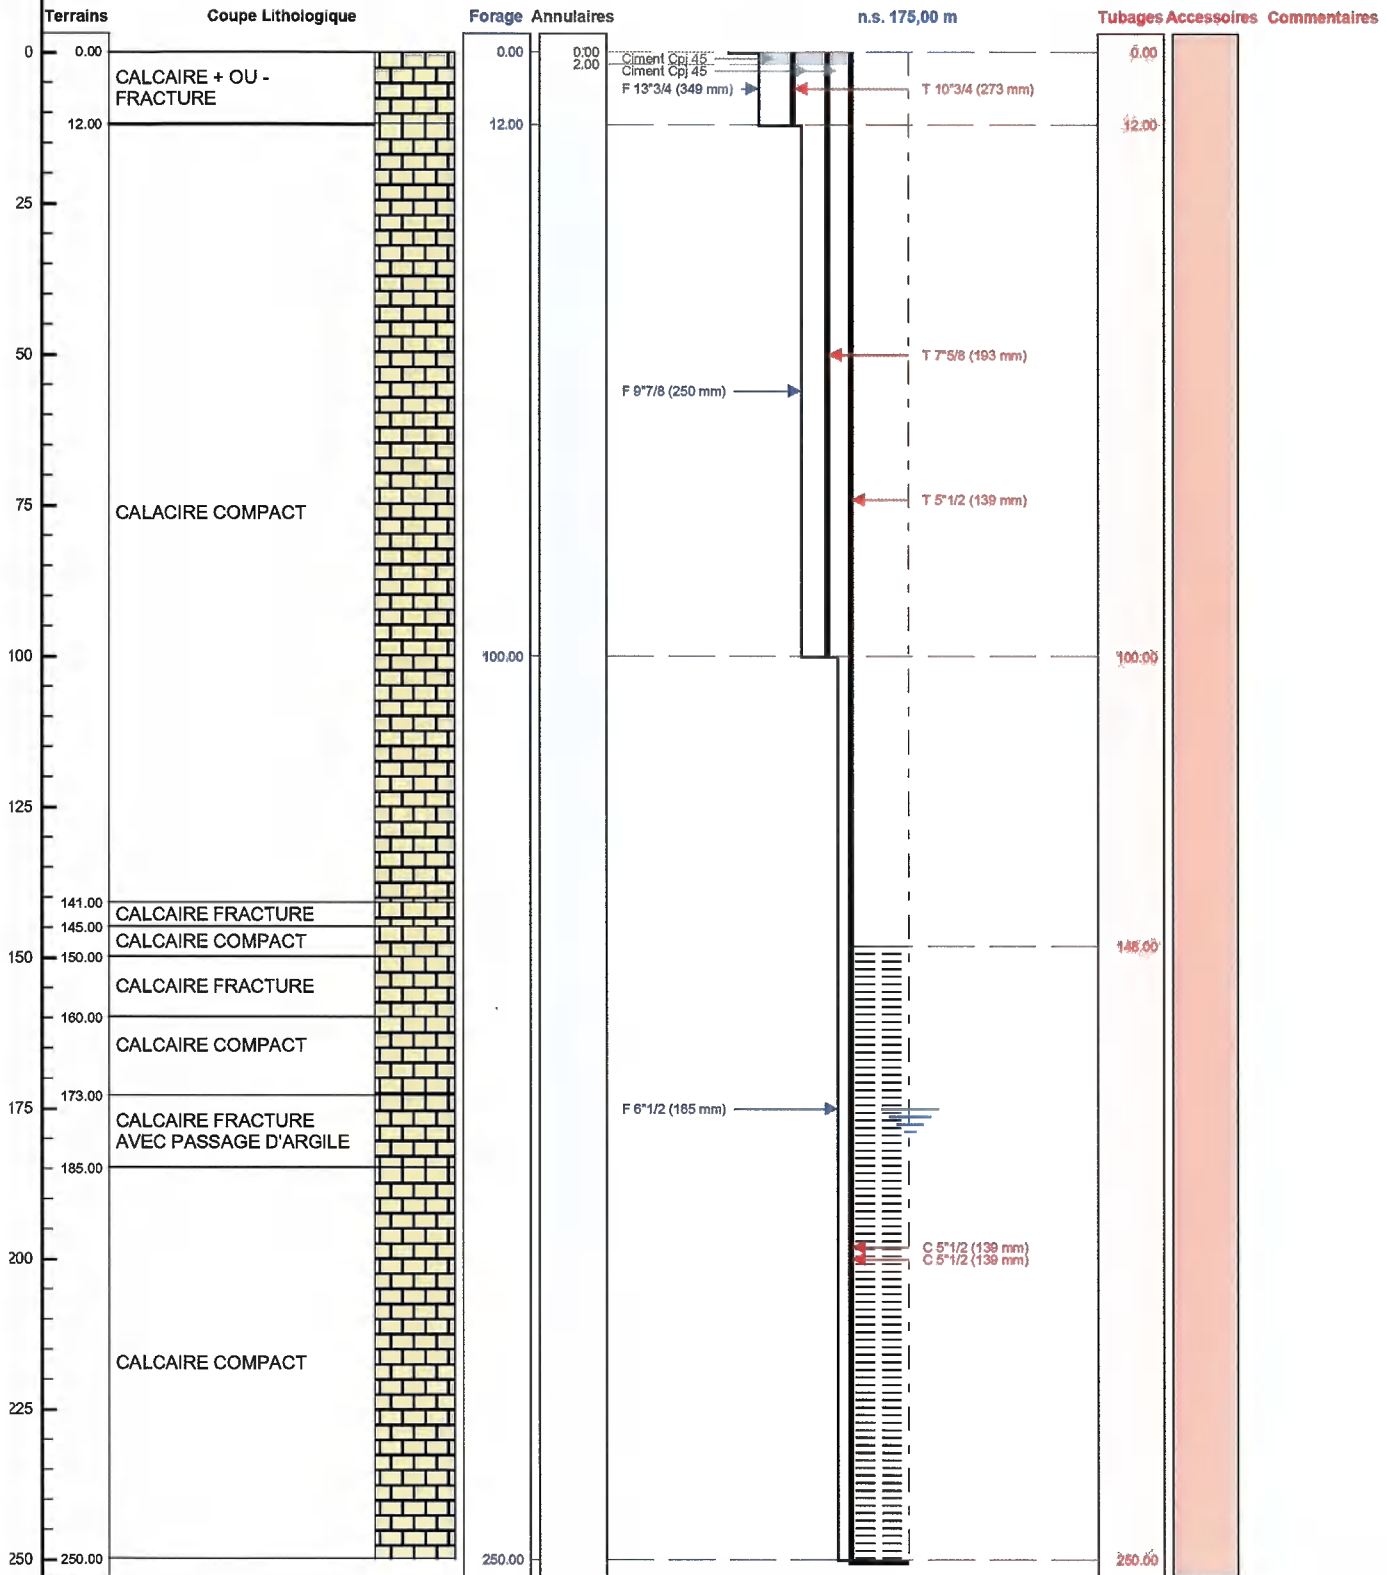 Terrains Coupe Lithologique Forage Annulaires n.s. 175,00 m Tubages Accessoires Commentaires
0 0.00 0.00 0.00 0.00
Ciment Cpj 45
2.00
Ciment Cpj 45
CALCAIRE + OU -
FRACTURE
F 13"3/4 (349 mm) T 10"3/4 (273 mm)
12.00 12.00 12.00
25
50 T 7"5/8 (193 mm)
F 9"7/8 (250 mm)
75 T 5"1/2 (139 mm)
CALACIRE COMPACT
100 100.00 100.00
125
141.00
CALCAIRE FRACTURE
145.00
CALCAIRE COMPACT
150 150.00
CALCAIRE FRACTURE
160.00
CALCAIRE COMPACT
173.00
175 F 6"1/2 (165 mm)
CALCAIRE FRACTURE
AVEC PASSAGE D'ARGILE
185.00
C 5"1/2 (139 mm)
200 C 5"1/2 (139 mm)
CALCAIRE COMPACT
225
250 250.00 250.00 250.00